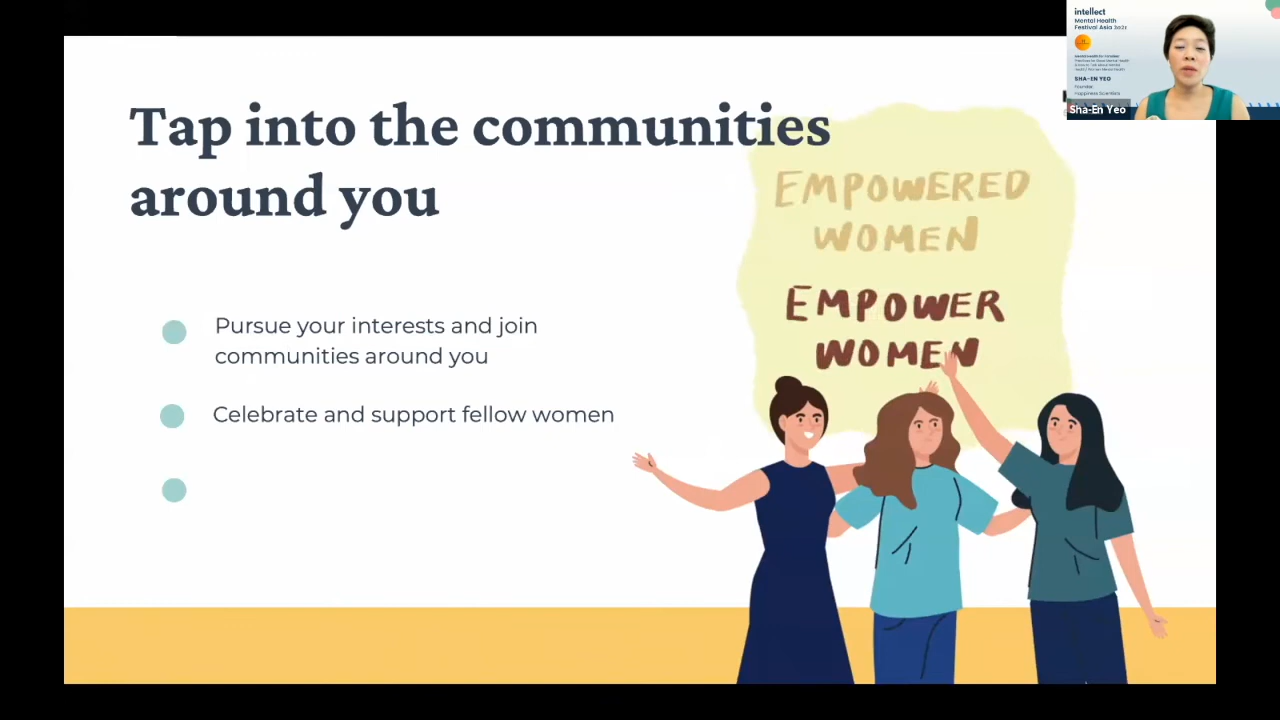 Tap into the communities
around you
Pursue your interests and join
communities around you
Celebrate and support fellow women
EMPOWERED
WOMEN
EMPOWER
WOMEN
intellect
Mental Health
Festival Asia 2021
SHA-EN YEO
Founder,
Happiness Scientists
Sha-En Yeo